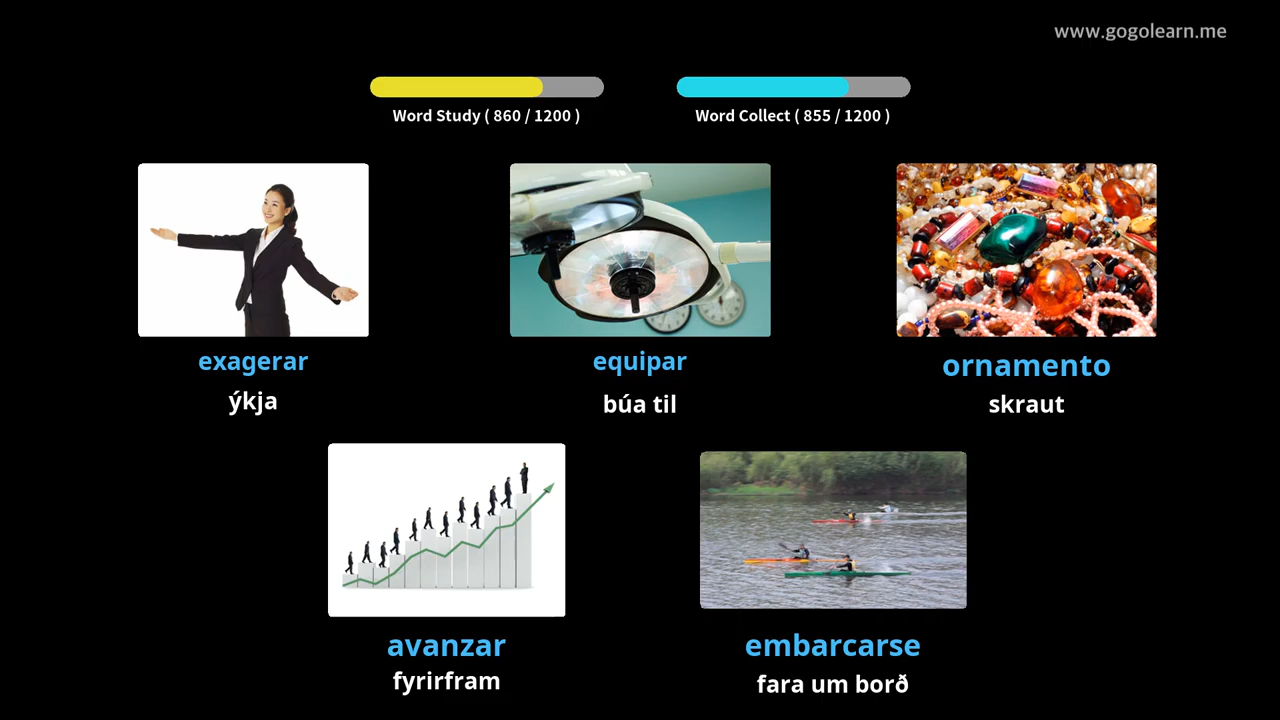 www.gogolearn.me
Word Study ( 860 / 1200 )
Word Collect ( 855 / 1200 )
exagerar
ýkja
equipar
búa til
ornamento
skraut
avanzar
fyrirfram
embarcarse
fara um borð